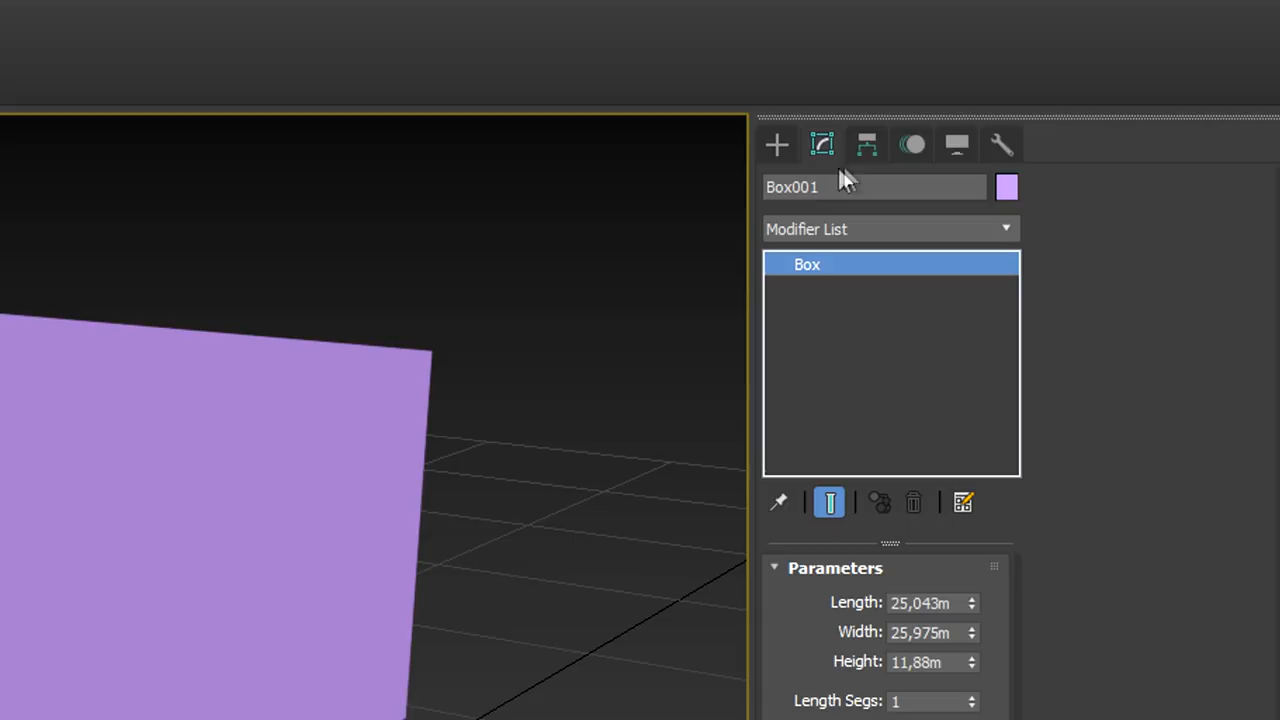 Box001
Modifier List
Box
Parameters
Length: 25,043m
Width: 25,975m
Height: 11,88m
Length Segs: 1